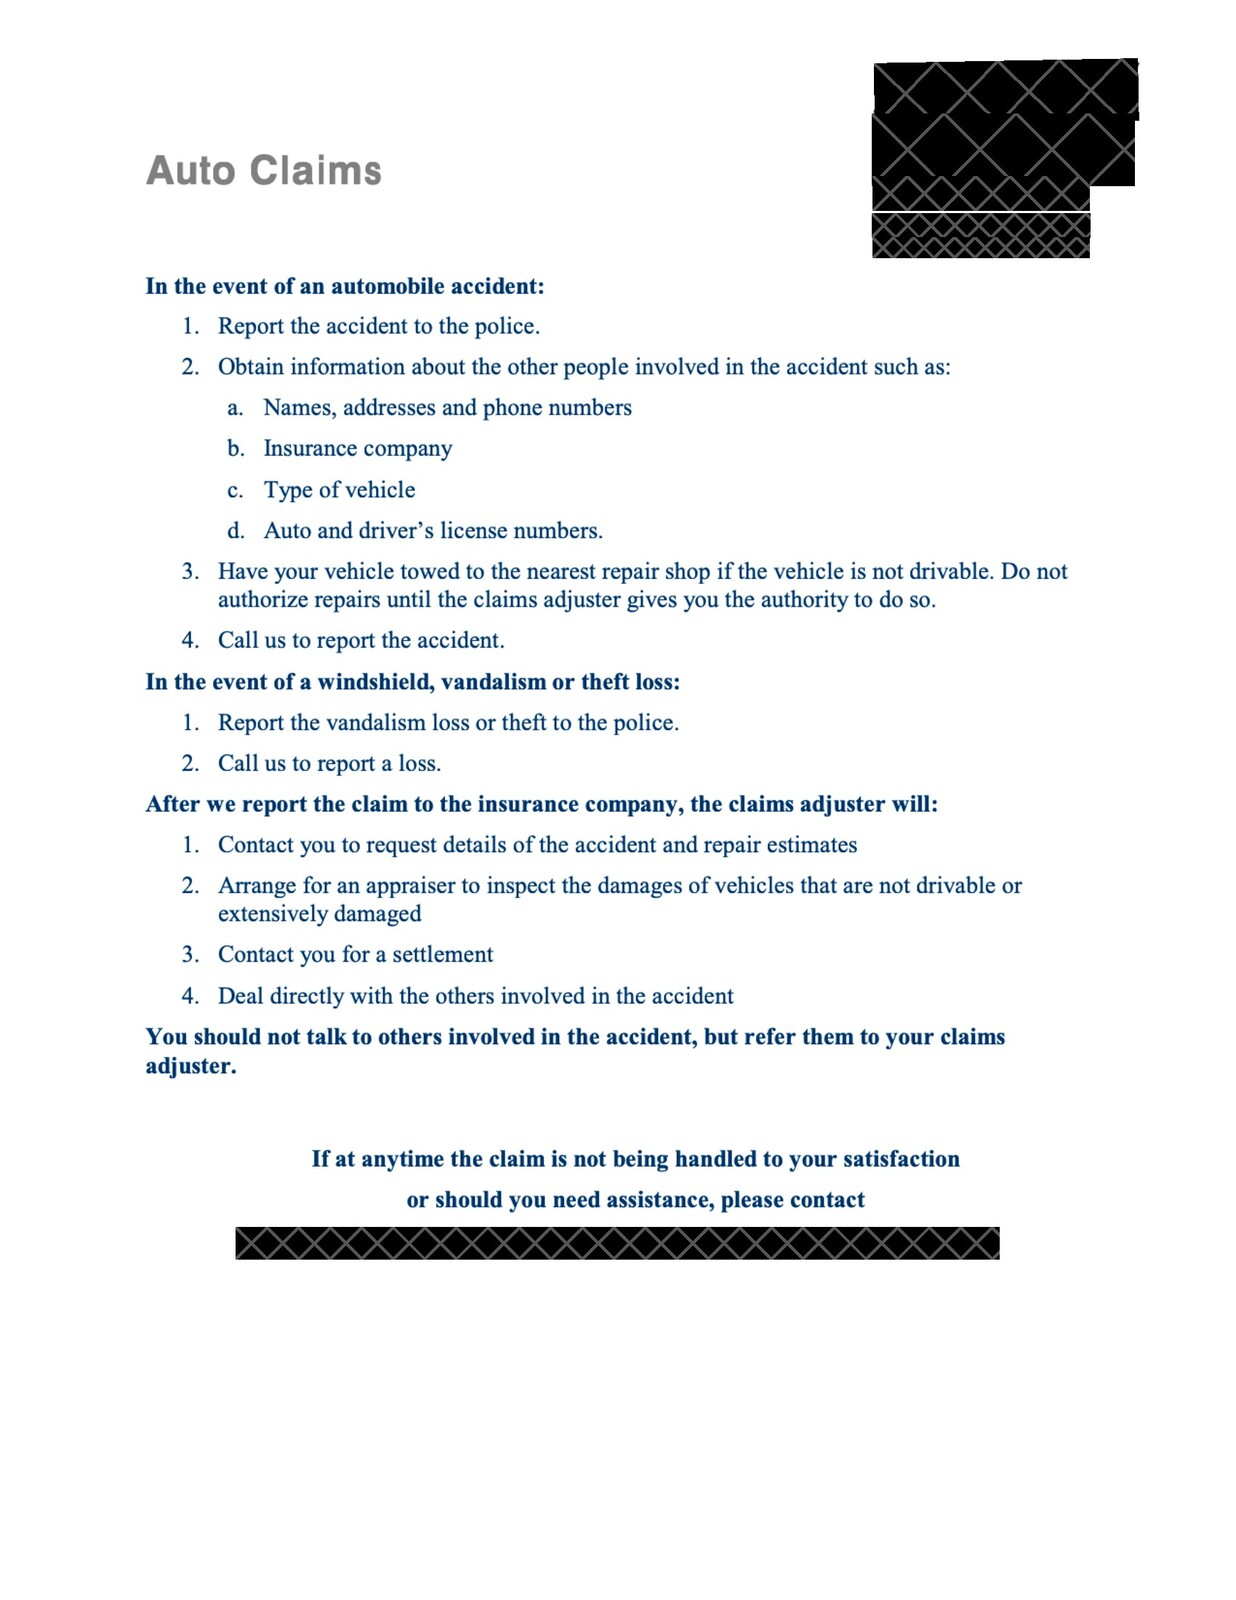 Auto Claims
In the event of an automobile accident:
1. Report the accident to the police.
2. Obtain information about the other people involved in the accident such as:
a. Names, addresses and phone numbers
b. Insurance company
c. Type of vehicle
d. Auto and driver’s license numbers.
3. Have your vehicle towed to the nearest repair shop if the vehicle is not drivable. Do not
authorize repairs until the claims adjuster gives you the authority to do so.
4. Call us to report the accident.
In the event of a windshield, vandalism or theft loss:
1. Report the vandalism loss or theft to the police.
2. Call us to report a loss.
After we report the claim to the insurance company, the claims adjuster will:
1. Contact you to request details of the accident and repair estimates
2. Arrange for an appraiser to inspect the damages of vehicles that are not drivable or
extensively damaged
3. Contact you for a settlement
4. Deal directly with the others involved in the accident
You should not talk to others involved in the accident, but refer them to your claims
adjuster.
If at anytime the claim is not being handled to your satisfaction
or should you need assistance, please contact